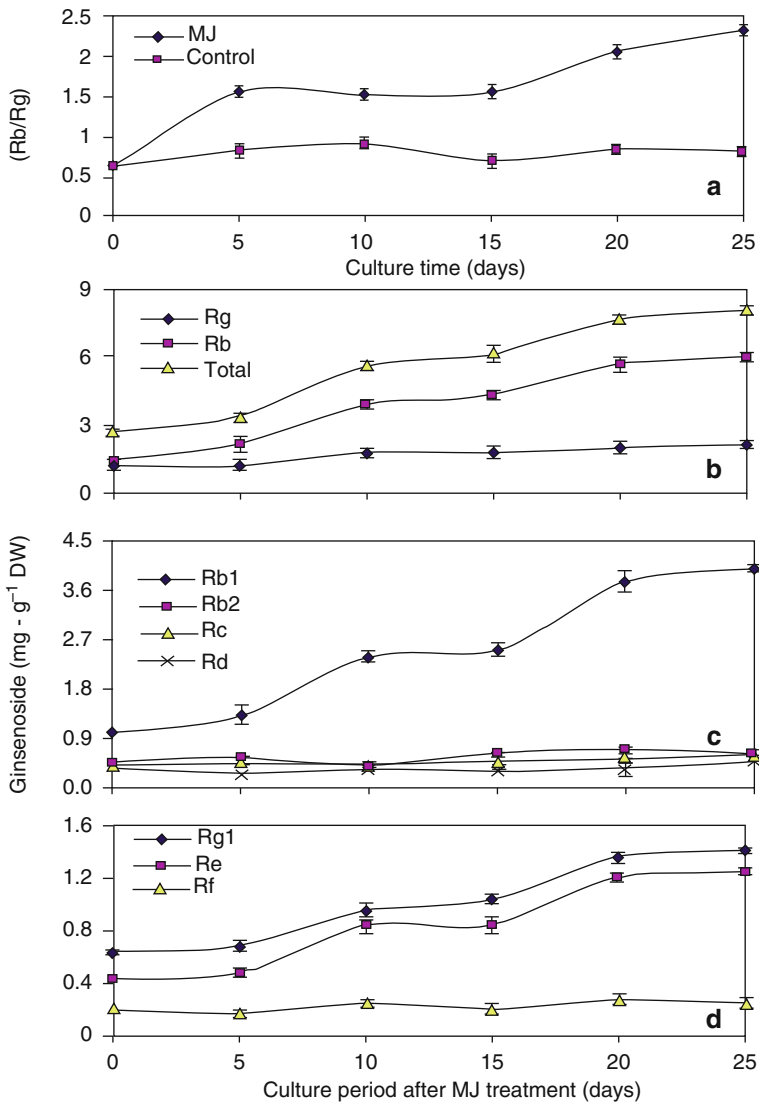 2.5
2
1.5
1
0.5
0
(Rb/Rg)
MJ
Control
a
0 5 10 15 20 25
Culture time (days)
9
6
3
0
Rg
Rb
Total
b
Ginsenoside (mg - g⁻¹ DW)
4.5
3.6
2.7
1.8
0.9
0.0
Rb1
Rb2
Rc
Rd
c
1.6
1.2
0.8
0.4
0
Rg1
Re
Rf
d
0 5 10 15 20 25
Culture period after MJ treatment (days)